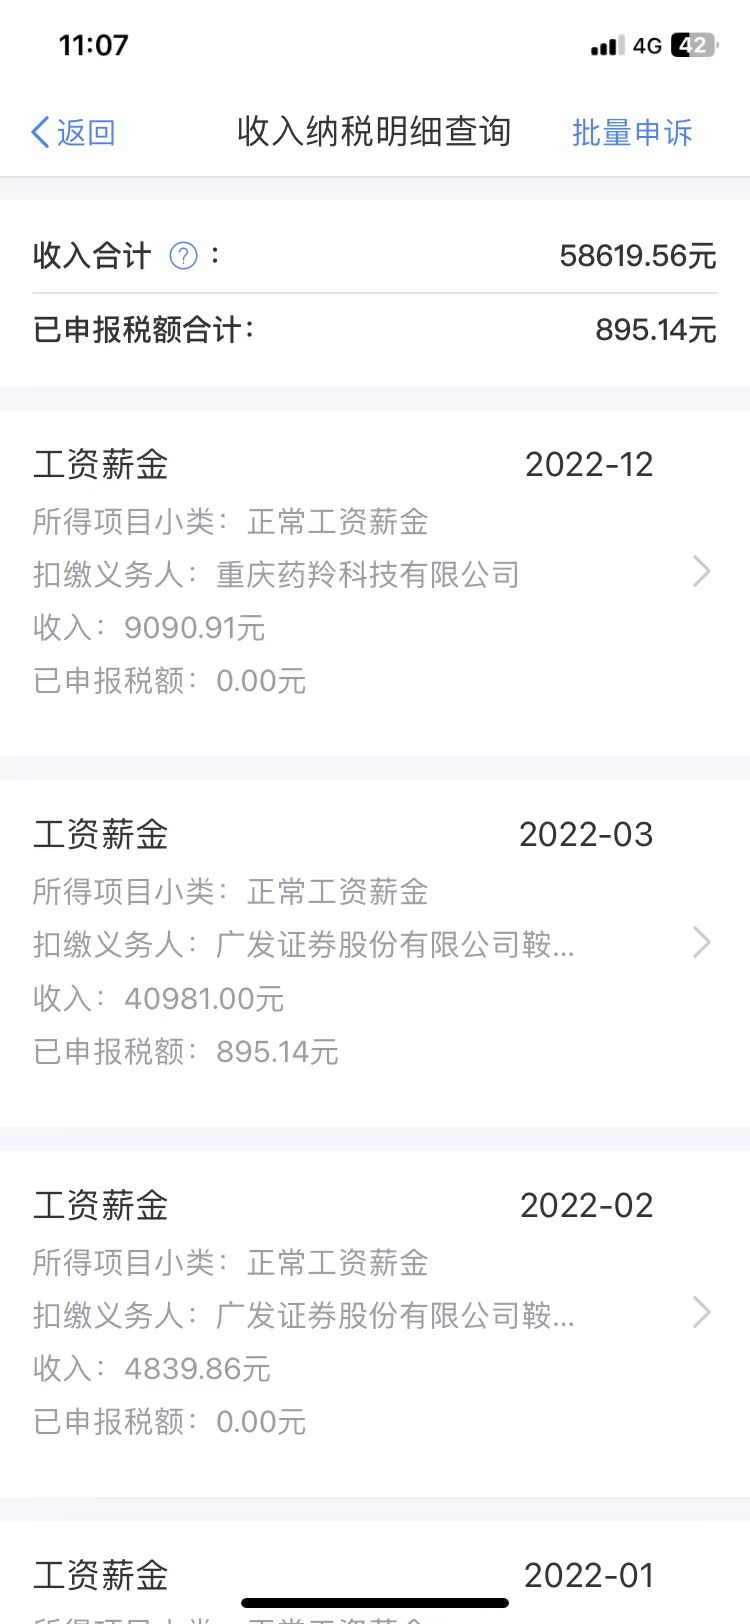 11:07 4G 42
返回 收入纳税明细查询 批量申诉
收入合计 ? : 58619.56元
已申报税额合计: 895.14元
工资薪金 2022-12
所得项目小类: 正常工资薪金
扣缴义务人: 重庆药羚科技有限公司
收入: 9090.91元
已申报税额: 0.00元
工资薪金 2022-03
所得项目小类: 正常工资薪金
扣缴义务人: 广发证券股份有限公司鞍...
收入: 40981.00元
已申报税额: 895.14元
工资薪金 2022-02
所得项目小类: 正常工资薪金
扣缴义务人: 广发证券股份有限公司鞍...
收入: 4839.86元
已申报税额: 0.00元
工资薪金 2022-01